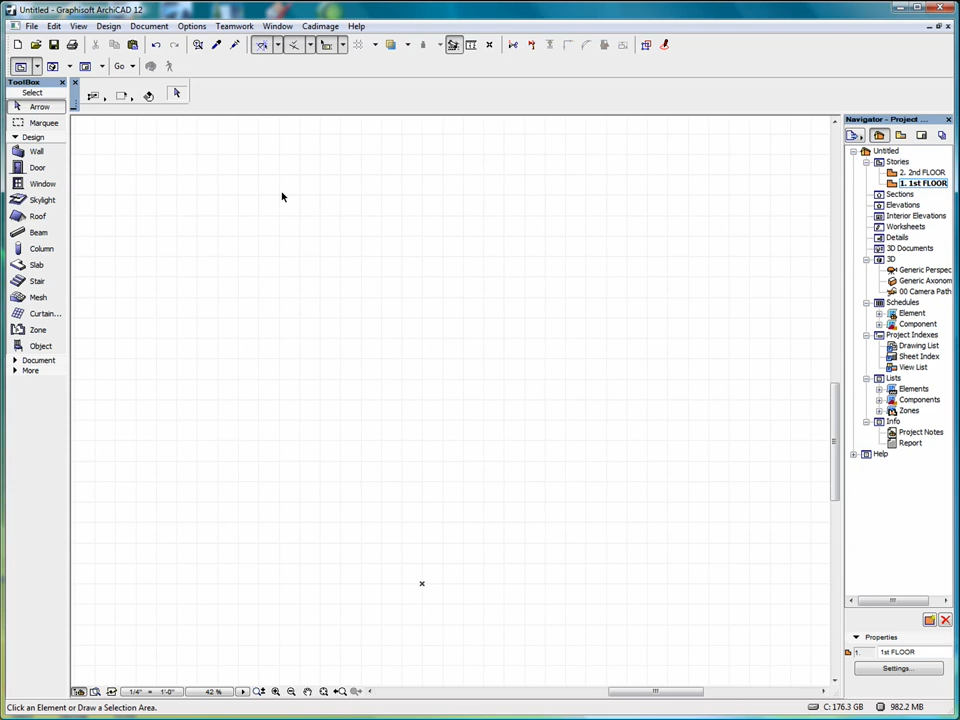 Untitled - Graphisoft ArchiCAD 12
File Edit View Design Document Options Teamwork Window Cadimage Help
Go
ToolBox
Select
Arrow
Marquee
Design
Wall
Door
Window
Skylight
Roof
Beam
Column
Slab
Stair
Mesh
Curtain...
Zone
Object
Document
More
Navigator - Project ...
Untitled
Stories
2. 2nd FLOOR
1. 1st FLOOR
Sections
Elevations
Interior Elevations
Worksheets
Details
3D Documents
3D
Generic Perspec
Generic Axonom
00 Camera Path
Schedules
Element
Component
Project Indexes
Drawing List
Sheet Index
View List
Lists
Elements
Components
Zones
Info
Project Notes
Report
Help
Properties
1. 1st FLOOR
Settings...
1/4" = 1'-0" 42 %
Click an Element or Draw a Selection Area.
C: 176.3 GB 982.2 MB